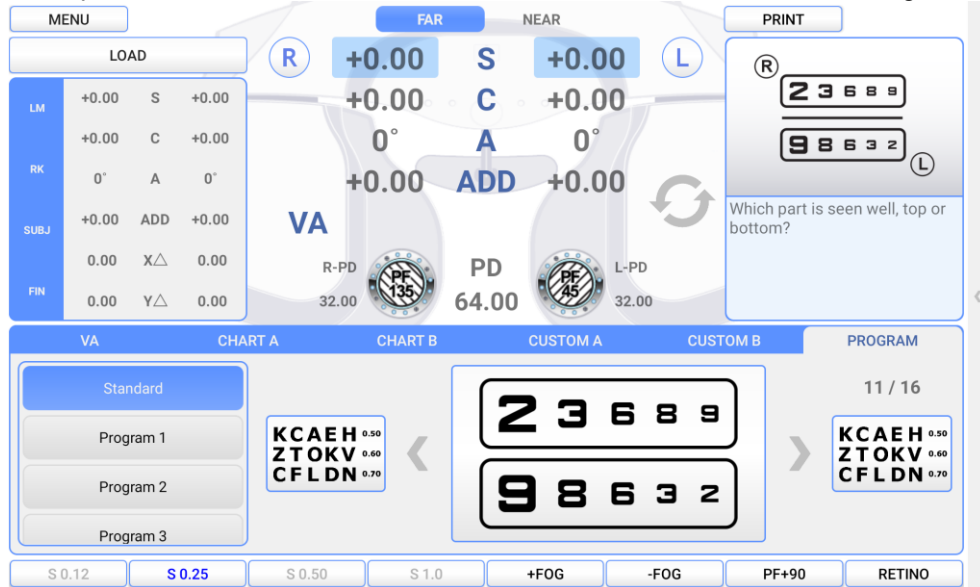 MENU
FAR
NEAR
PRINT
LOAD
R
+0.00 S +0.00
L
+0.00 C +0.00
0° A 0°
+0.00 ADD +0.00
VA
LM
RK
SUBJ
FIN
+0.00 S +0.00
+0.00 C +0.00
0° A 0°
+0.00 ADD +0.00
0.00 X△ 0.00
0.00 Y△ 0.00
R-PD
32.00
PF
135
PD
64.00
PF
45
L-PD
32.00
R
2 3 6 8 9
9 8 6 3 2
L
Which part is seen well, top or
bottom?
VA CHART A CHART B CUSTOM A CUSTOM B PROGRAM
Standard
Program 1
Program 2
Program 3
KCAEH 0.50
ZTOKV 0.60
CFLDN 0.70
2 3 6 8 9
9 8 6 3 2
11 / 16
KCAEH 0.50
ZTOKV 0.60
CFLDN 0.70
S 0.12 S 0.25 S 0.50 S 1.0 +FOG -FOG PF+90 RETINO